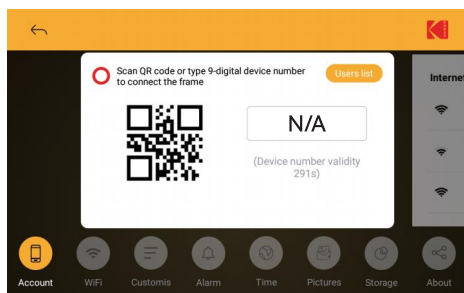 Scan QR code or type 9-digital device number
to connect the frame
Users list
N/A
(Device number validity
291s)
Internet
Account
WiFi
Customis
Alarm
Time
Pictures
Storage
About